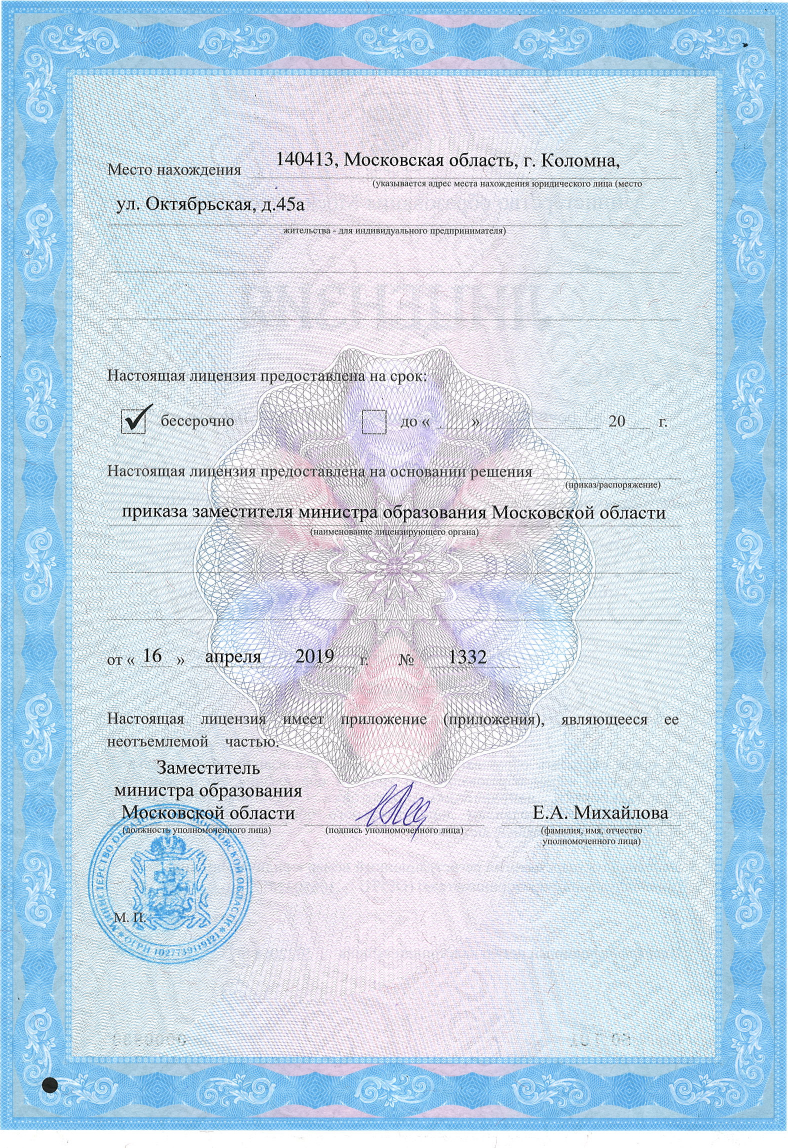 Место нахождения 140413, Московская область, г. Коломна,
(указывается адрес места нахождения юридического лица (место
ул. Октябрьская, д.45а
жительства - для индивидуального предпринимателя)
ЛИЦЕНЗИЯ
Настоящая лицензия предоставлена на срок:
бессрочно до « » 20 г.
Настоящая лицензия предоставлена на основании решения
(приказ/распоряжение)
приказа заместителя министра образования Московской области
(наименование лицензирующего органа)
от « 16 » апреля 2019 г. № 1332
Настоящая лицензия имеет приложение (приложения), являющееся ее
неотъемлемой частью.
Заместитель
министра образования
Московской области
Е.А. Михайлова
(должность уполномоченного лица) (подпись уполномоченного лица) (фамилия, имя, отчество
уполномоченного лица)
М. П.